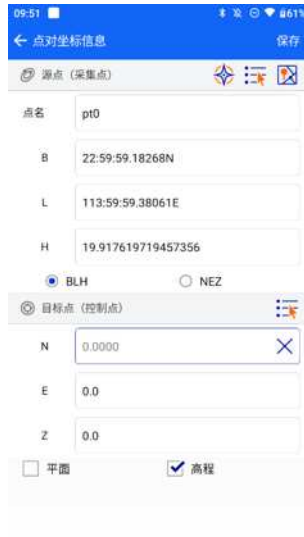 09:51
61%
点对坐标信息 保存
源点（采集点）
点名 pt0
B 22:59:59.18268N
L 113:59:59.38061E
H 19.917619719457356
BLH NEZ
目标点（控制点）
N 0.0000
E 0.0
Z 0.0
平面 高程